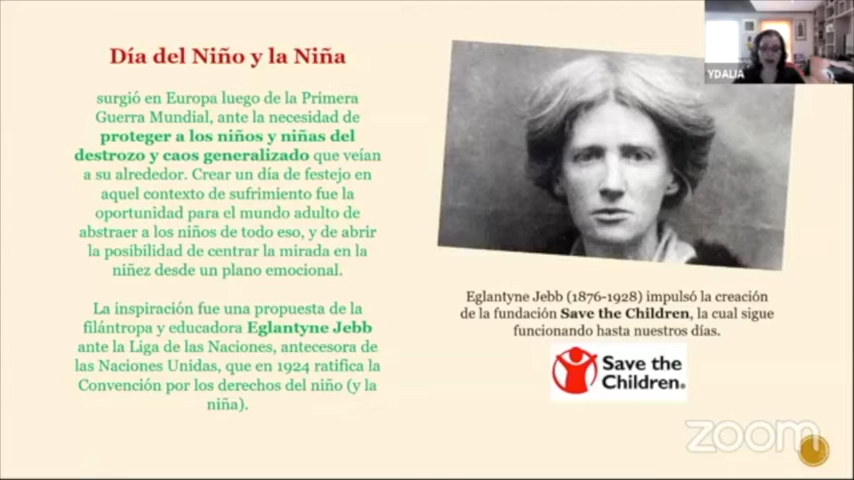 Día del Niño y la Niña
surgió en Europa luego de la Primera
Guerra Mundial, ante la necesidad de
proteger a los niños y niñas del
destrozo y caos generalizado que veían
a su alrededor. Crear un día de festejo en
aquel contexto de sufrimiento fue la
oportunidad para el mundo adulto de
abstraer a los niños de todo eso, y de abrir
la posibilidad de centrar la mirada en la
niñez desde un plano emocional.
La inspiración fue una propuesta de la
filántropa y educadora Eglantyne Jebb
ante la Liga de las Naciones, antecesora de
las Naciones Unidas, que en 1924 ratifica la
Convención por los derechos del niño (y la
niña).
YDALIA
Eglantyne Jebb (1876-1928) impulsó la creación
de la fundación Save the Children, la cual sigue
funcionando hasta nuestros días.
Save the
Children®
zoom